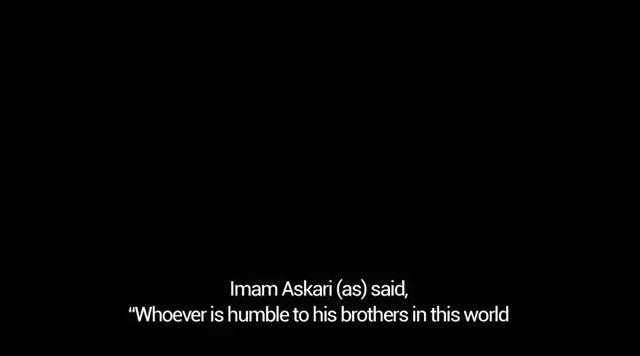 Imam Askari (as) said,
“Whoever is humble to his brothers in this world